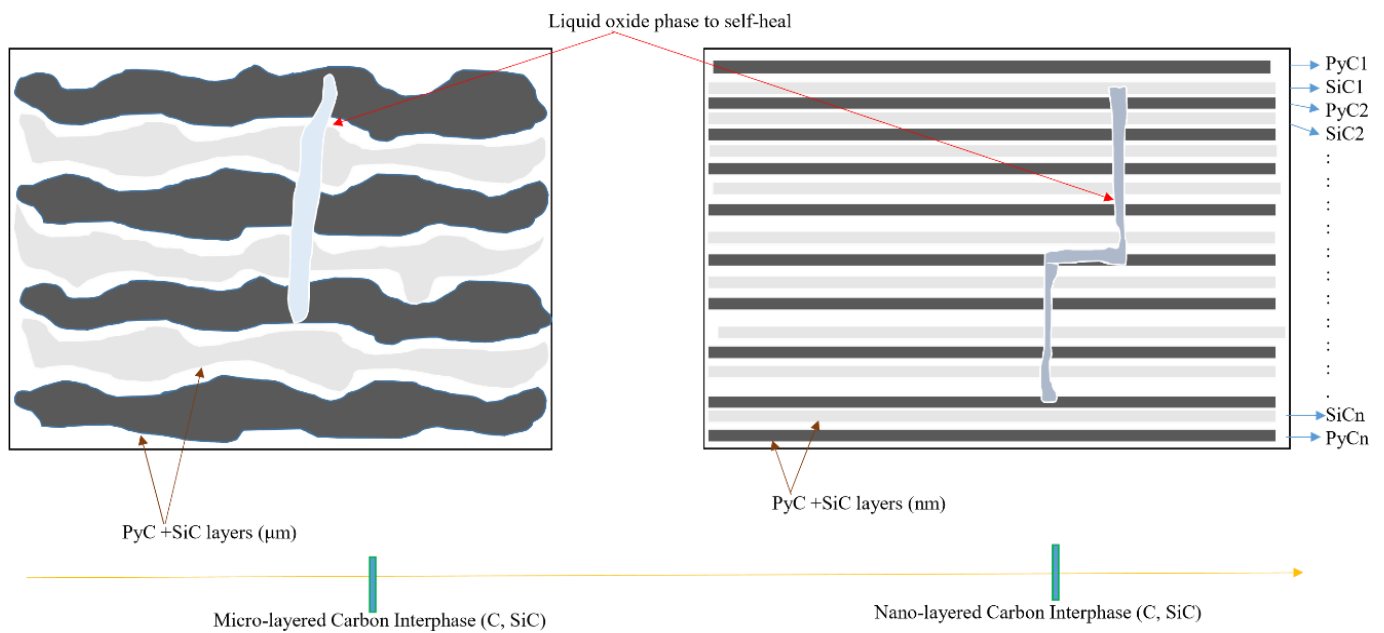 Liquid oxide phase to self-heal
PyC1
SiC1
PyC2
SiC2
:
:
:
:
:
:
:
:
:
:
.
SiCn
PyCn
PyC +SiC layers (μm)
PyC +SiC layers (nm)
Micro-layered Carbon Interphase (C, SiC)
Nano-layered Carbon Interphase (C, SiC)